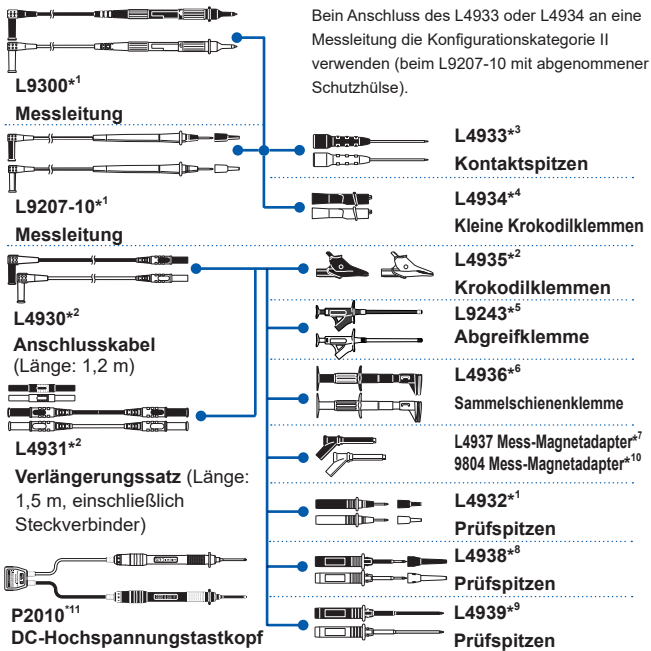 Bein Anschluss des L4933 oder L4934 an eine
Messleitung die Konfigurationskategorie II
verwenden (beim L9207-10 mit abgenommener
Schutzhülse).
L9300*1
Messleitung
L9207-10*1
Messleitung
L4930*2
Anschlusskabel
(Länge: 1,2 m)
L4931*2
Verlängerungssatz (Länge:
1,5 m, einschließlich
Steckverbinder)
P2010*11
DC-Hochspannungstastkopf
L4933*3
Kontaktspitzen
L4934*4
Kleine Krokodilklemmen
L4935*2
Krokodilklemmen
L9243*5
Abgreifklemme
L4936*6
Sammelschienenklemme
L4937 Mess-Magnetadapter*7
9804 Mess-Magnetadapter*10
L4932*1
Prüfspitzen
L4938*8
Prüfspitzen
L4939*9
Prüfspitzen